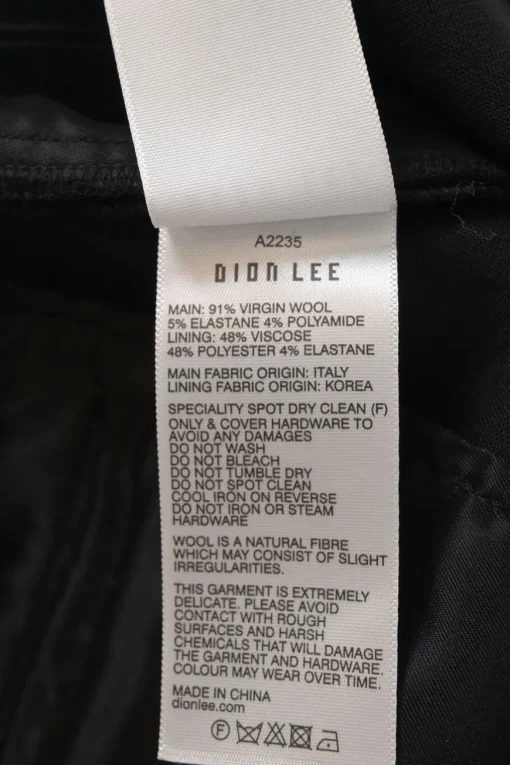 A2235
DION LEE
MAIN: 91% VIRGIN WOOL
5% ELASTANE 4% POLYAMIDE
LINING: 48% VISCOSE
48% POLYESTER 4% ELASTANE
MAIN FABRIC ORIGIN: ITALY
LINING FABRIC ORIGIN: KOREA
SPECIALITY SPOT DRY CLEAN (F)
ONLY & COVER HARDWARE TO
AVOID ANY DAMAGES
DO NOT WASH
DO NOT BLEACH
DO NOT TUMBLE DRY
DO NOT SPOT CLEAN
COOL IRON ON REVERSE
DO NOT IRON OR STEAM
HARDWARE
WOOL IS A NATURAL FIBRE
WHICH MAY CONSIST OF SLIGHT
IRREGULARITIES.
THIS GARMENT IS EXTREMELY
DELICATE. PLEASE AVOID
CONTACT WITH ROUGH
SURFACES AND HARSH
CHEMICALS THAT WILL DAMAGE
THE GARMENT AND HARDWARE.
COLOUR MAY WEAR OVER TIME.
MADE IN CHINA
dionlee.com
F